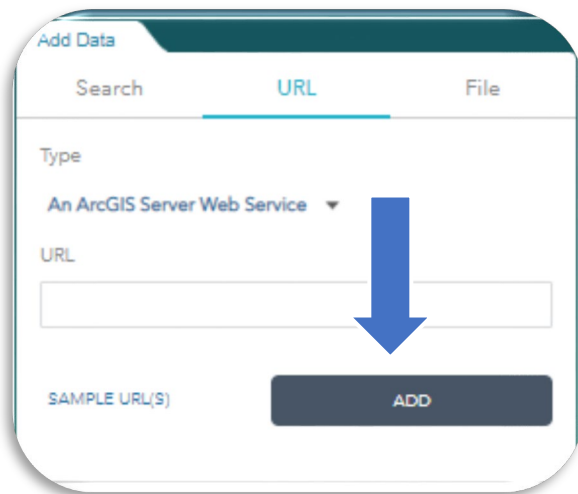 Add Data
Search URL File
Type
An ArcGIS Server Web Service
URL
SAMPLE URL(S) ADD